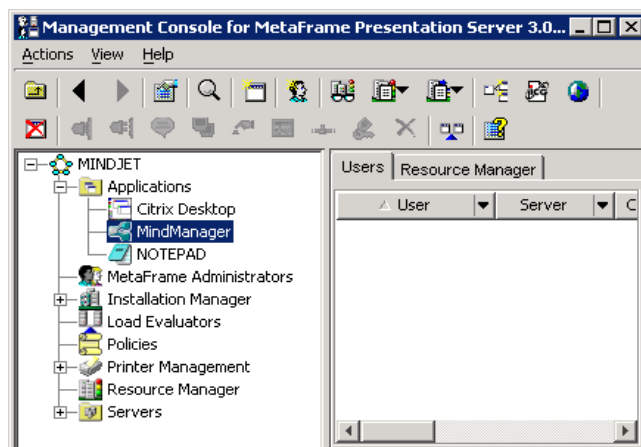 Management Console for MetaFrame Presentation Server 3.0...
Actions View Help
MINDJET
Applications
Citrix Desktop
MindManager
NOTEPAD
MetaFrame Administrators
Installation Manager
Load Evaluators
Policies
Printer Management
Resource Manager
Servers
Users Resource Manager
User Server C